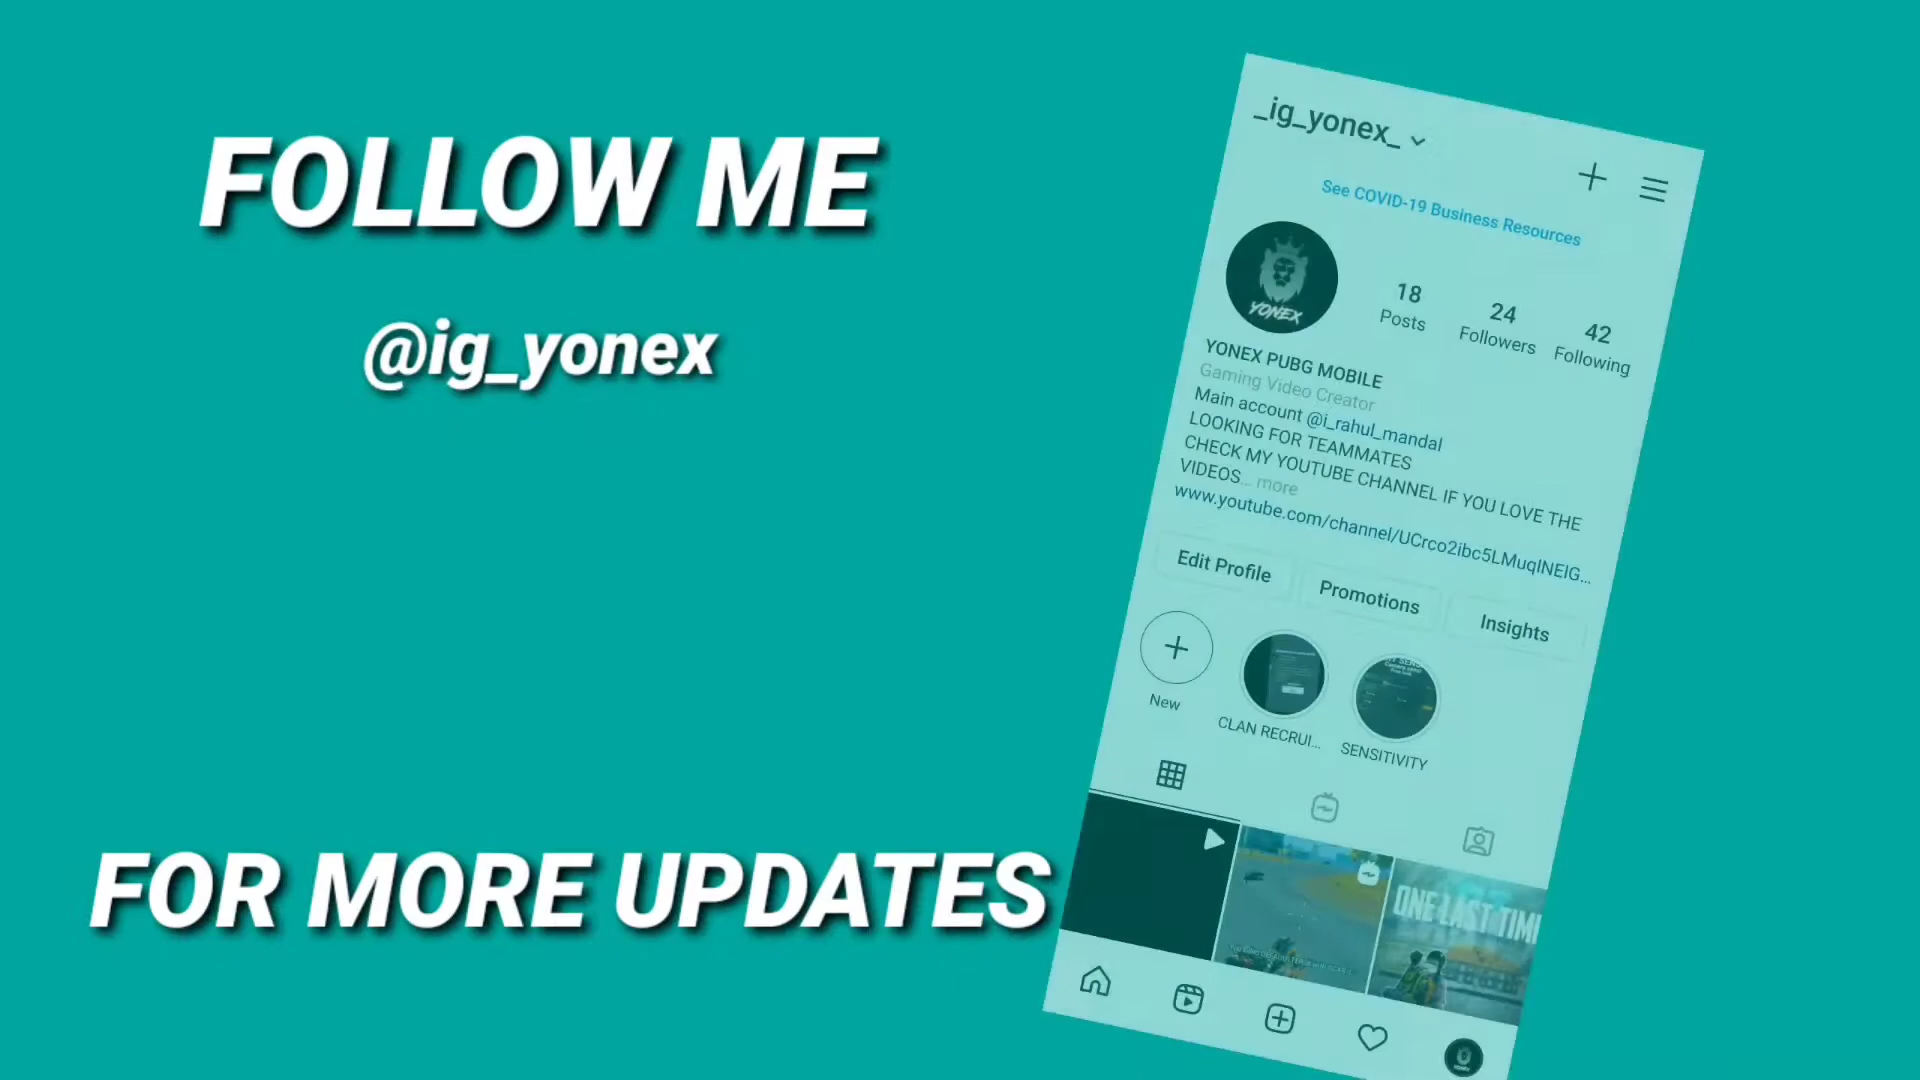 FOLLOW ME
@ig_yonex
FOR MORE UPDATES
_ig_yonex_
See COVID-19 Business Resources
YONEX
18
Posts
24
Followers
42
Following
YONEX PUBG MOBILE
Gaming Video Creator
Main account @i_rahul_mandal
LOOKING FOR TEAMMATES
CHECK MY YOUTUBE CHANNEL IF YOU LOVE THE
VIDEOS... more
www.youtube.com/channel/UCrco2ibc5LMuqlNElG...
Edit Profile
Promotions
Insights
New
CLAN RECRUI...
SENSITIVITY
ONE LAST TIM